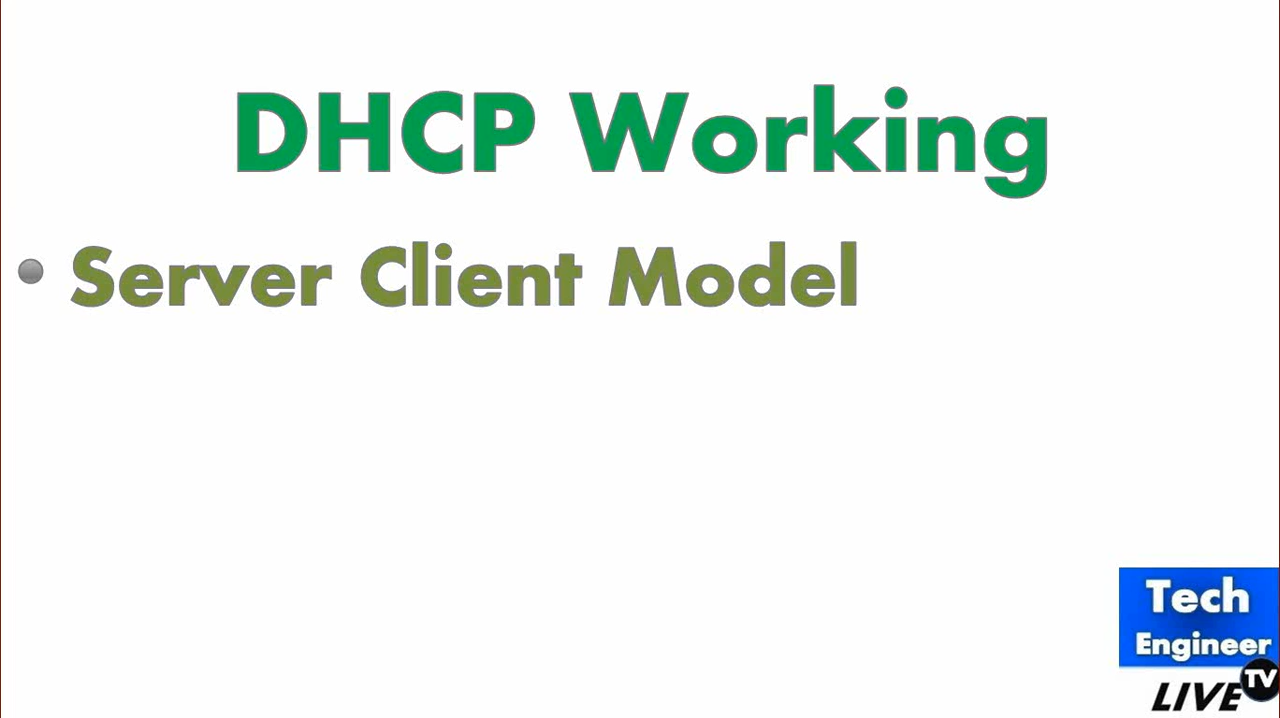 DHCP Working
Server Client Model
Tech
Engineer
LIVE TV